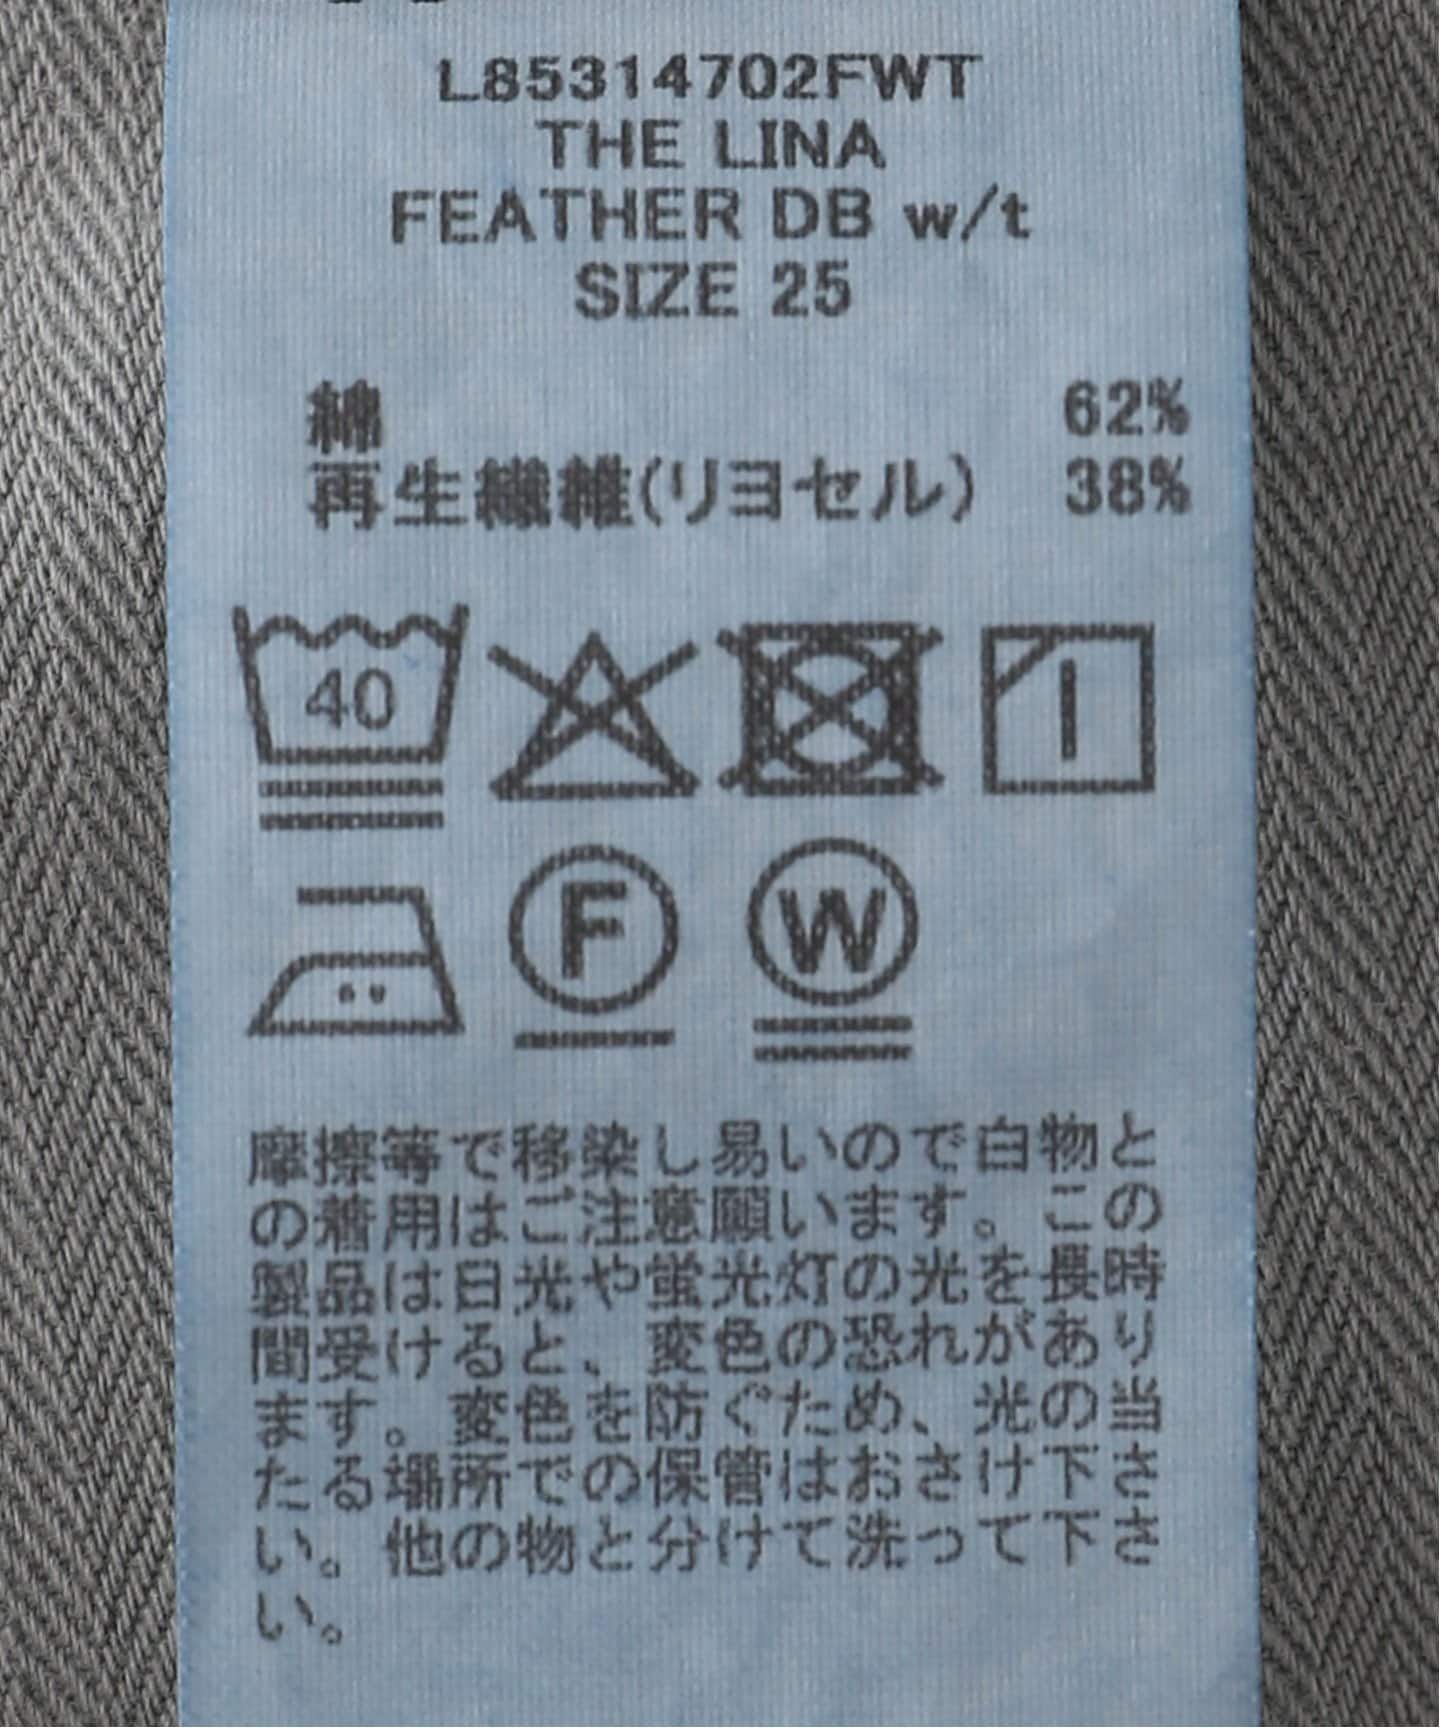 L85314702FWT
THE LINA
FEATHER DB w/t
SIZE 25
綿 62%
再生繊維(リヨセル) 38%
40
F
W
摩擦等で移染し易いので白物と
の着用はご注意願います。この
製品は日光や蛍光灯の光を長時
間受けると、変色の恐れがあり
ます。変色を防ぐため、光の当
たる場所での保管はおさけ下さ
い。他の物と分けて洗って下さ
い。